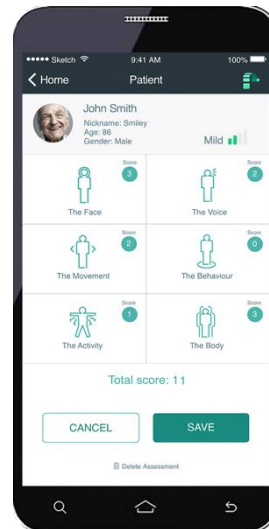 Sketch 9:41 AM 100%
Home Patient
John Smith
Nickname: Smiley
Age: 86
Gender: Male
Mild
Score
3
The Face
Score
2
The Voice
Score
2
The Movement
Score
0
The Behaviour
Score
1
The Activity
Score
3
The Body
Total score: 11
CANCEL SAVE
Delete Assessment